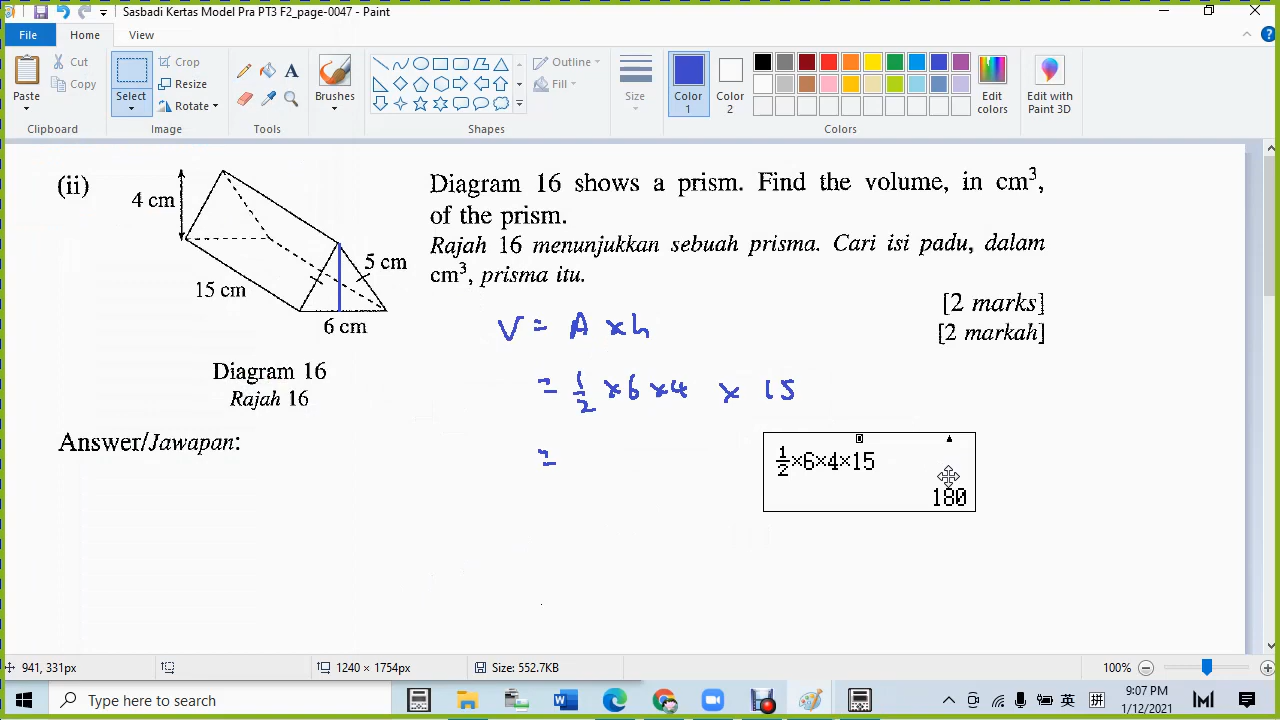 Sasbadi Kertas Model Pra PT3 F2_page-0047 - Paint
File Home View
Paste
Select
Cut
Copy
Crop
Resize
Rotate
A
Brushes
Outline
Fill
Size
Color 1
Color 2
Edit colors
Edit with Paint 3D
Clipboard Image Tools Shapes Colors
(ii)
4 cm
15 cm
5 cm
6 cm
Diagram 16
Rajah 16
Diagram 16 shows a prism. Find the volume, in cm³,
of the prism.
Rajah 16 menunjukkan sebuah prisma. Cari isi padu, dalam
cm³, prisma itu.
[2 marks]
[2 markah]
V = A × h
= 1/2 × 6 × 4 × 15
=
Answer/Jawapan:
1/2×6×4×15
180
941, 331px
1240 × 1754px
Size: 552.7KB
100%
Type here to search
英
拼
9:07 PM
1/12/2021